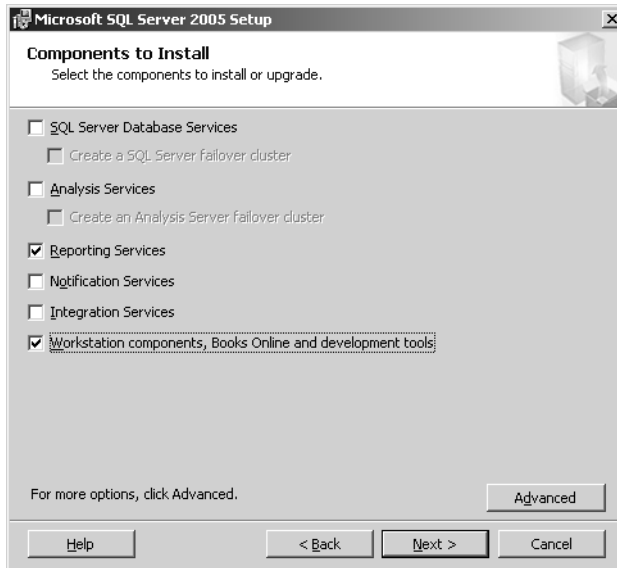 Microsoft SQL Server 2005 Setup
Components to Install
Select the components to install or upgrade.
SQL Server Database Services
Create a SQL Server failover cluster
Analysis Services
Create an Analysis Server failover cluster
Reporting Services
Notification Services
Integration Services
Workstation components, Books Online and development tools
For more options, click Advanced.
Advanced
Help
< Back
Next >
Cancel